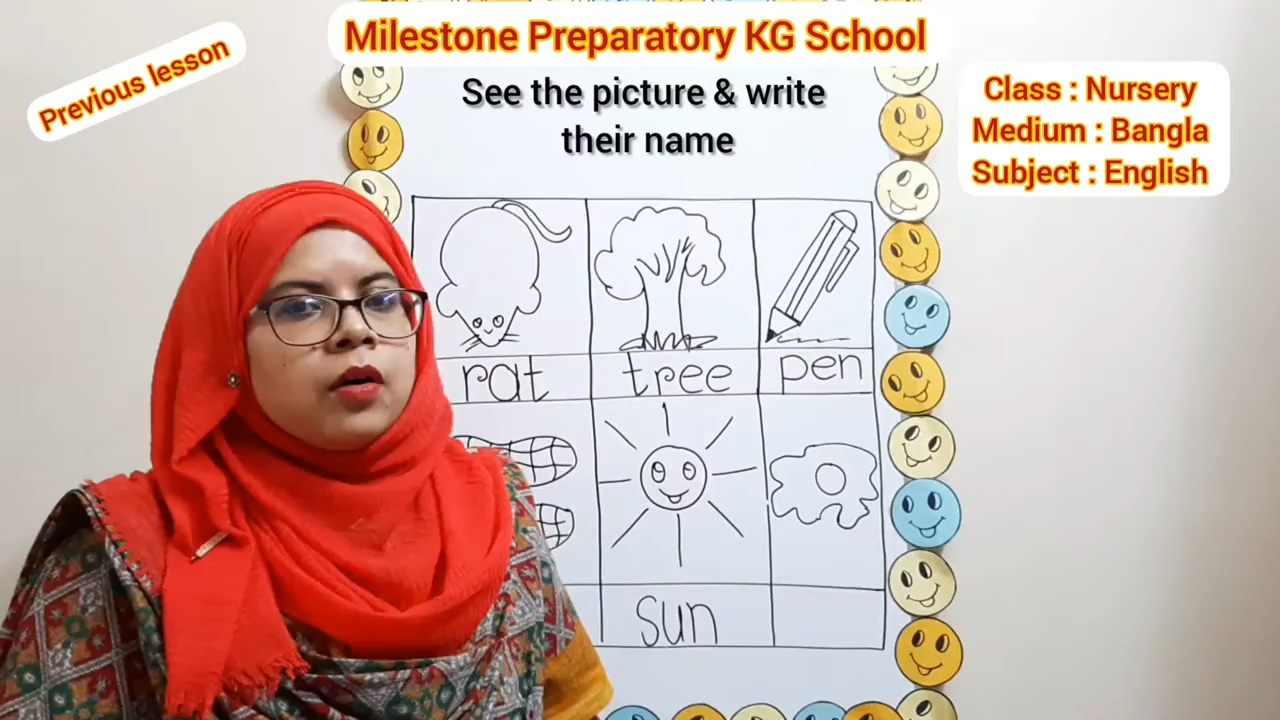 Milestone Preparatory KG School
Previous lesson
See the picture & write
their name
Class : Nursery
Medium : Bangla
Subject : English
rat tree pen
sun